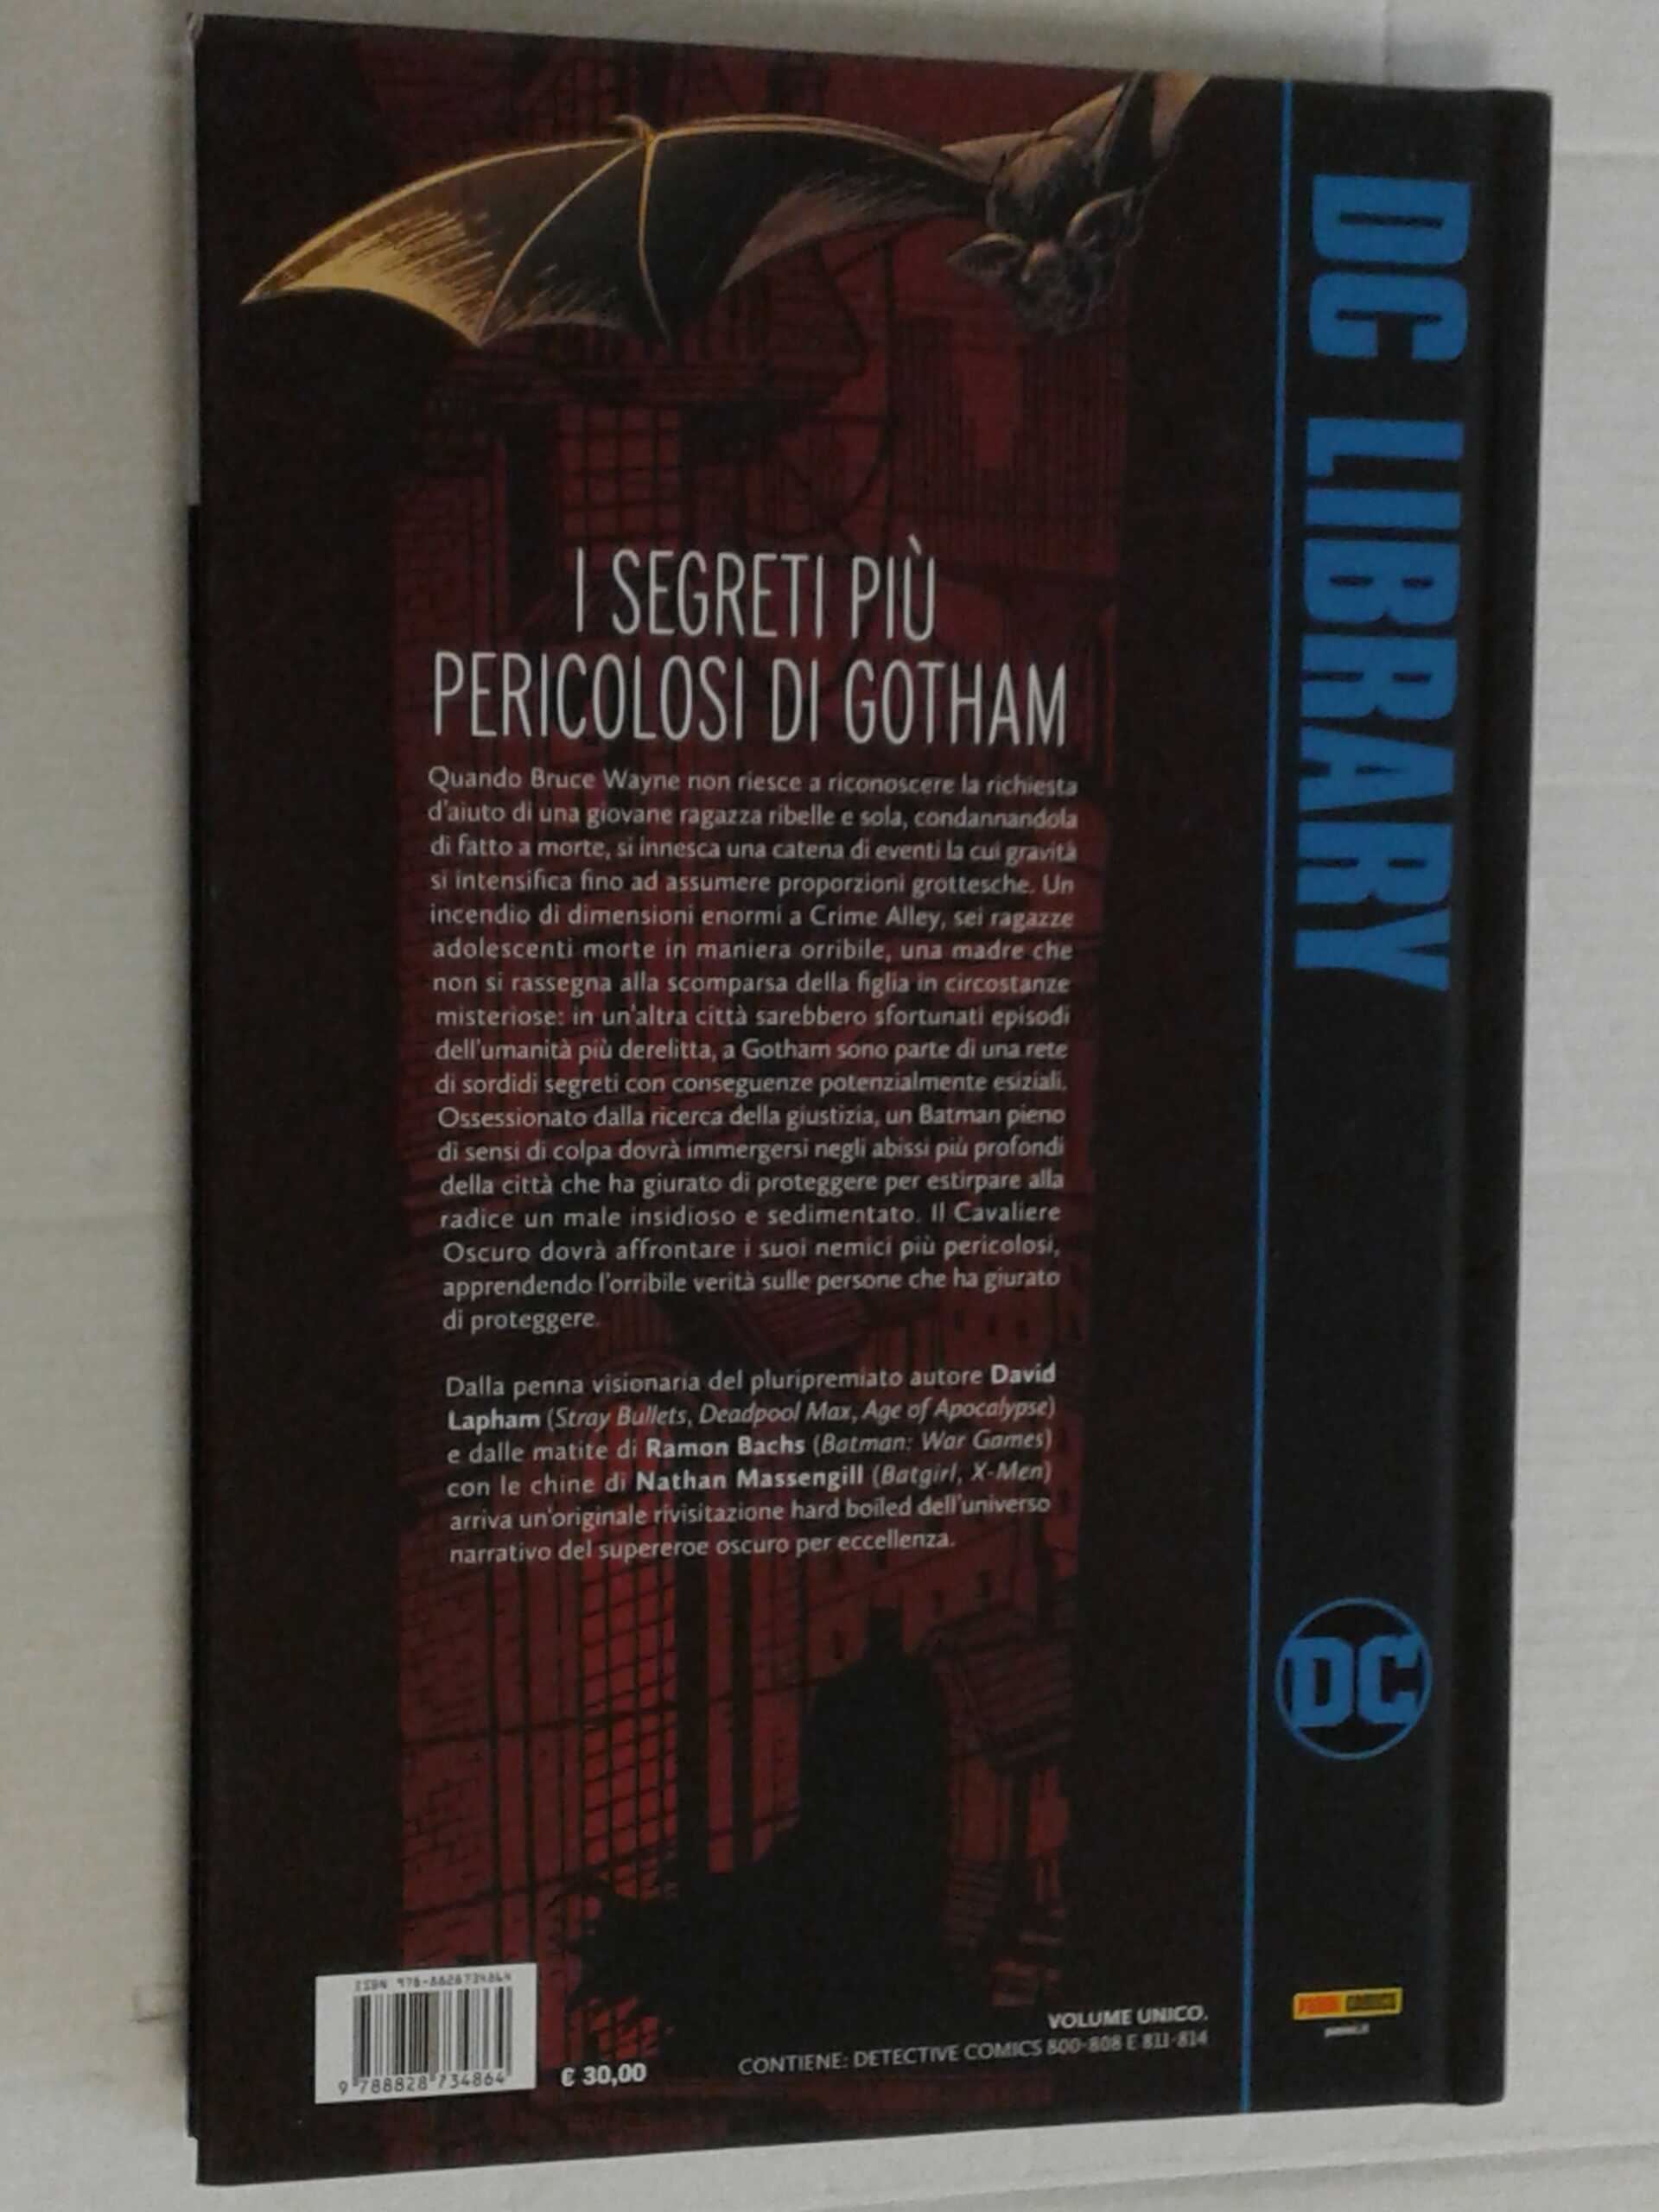 I SEGRETI PIÙ
PERICOLOSI DI GOTHAM
Quando Bruce Wayne non riesce a riconoscere la richiesta
d'aiuto di una giovane ragazza ribelle e sola, condannandola
di fatto a morte, si innesca una catena di eventi la cui gravità
si intensifica fino ad assumere proporzioni grottesche. Un
incendio di dimensioni enormi a Crime Alley, sei ragazze
adolescenti morte in maniera orribile, una madre che
non si rassegna alla scomparsa della figlia in circostanze
misteriose: in un'altra città sarebbero sfortunati episodi
dell'umanità più derelitta, a Gotham sono parte di una rete
di sordidi segreti con conseguenze potenzialmente esiziali.
Ossessionato dalla ricerca della giustizia, un Batman pieno
di sensi di colpa dovrà immergersi negli abissi più profondi
della città che ha giurato di proteggere per estirpare alla
radice un male insidioso e sedimentato. Il Cavaliere
Oscuro dovrà affrontare i suoi nemici più pericolosi,
apprendendo l'orribile verità sulle persone che ha giurato
di proteggere.
Dalla penna visionaria del pluripremiato autore David
Lapham (Stray Bullets, Deadpool Max, Age of Apocalypse)
e dalle matite di Ramon Bachs (Batman: War Games)
con le chine di Nathan Massengill (Batgirl, X-Men)
arriva un'originale rivisitazione hard boiled dell'universo
narrativo del supereroe oscuro per eccellenza.
ISBN 978-8828734864
9 788828 734864
€ 30,00
VOLUME UNICO.
CONTIENE: DETECTIVE COMICS 800-808 E 811-814
DC LIBRARY
DC
PANINI COMICS